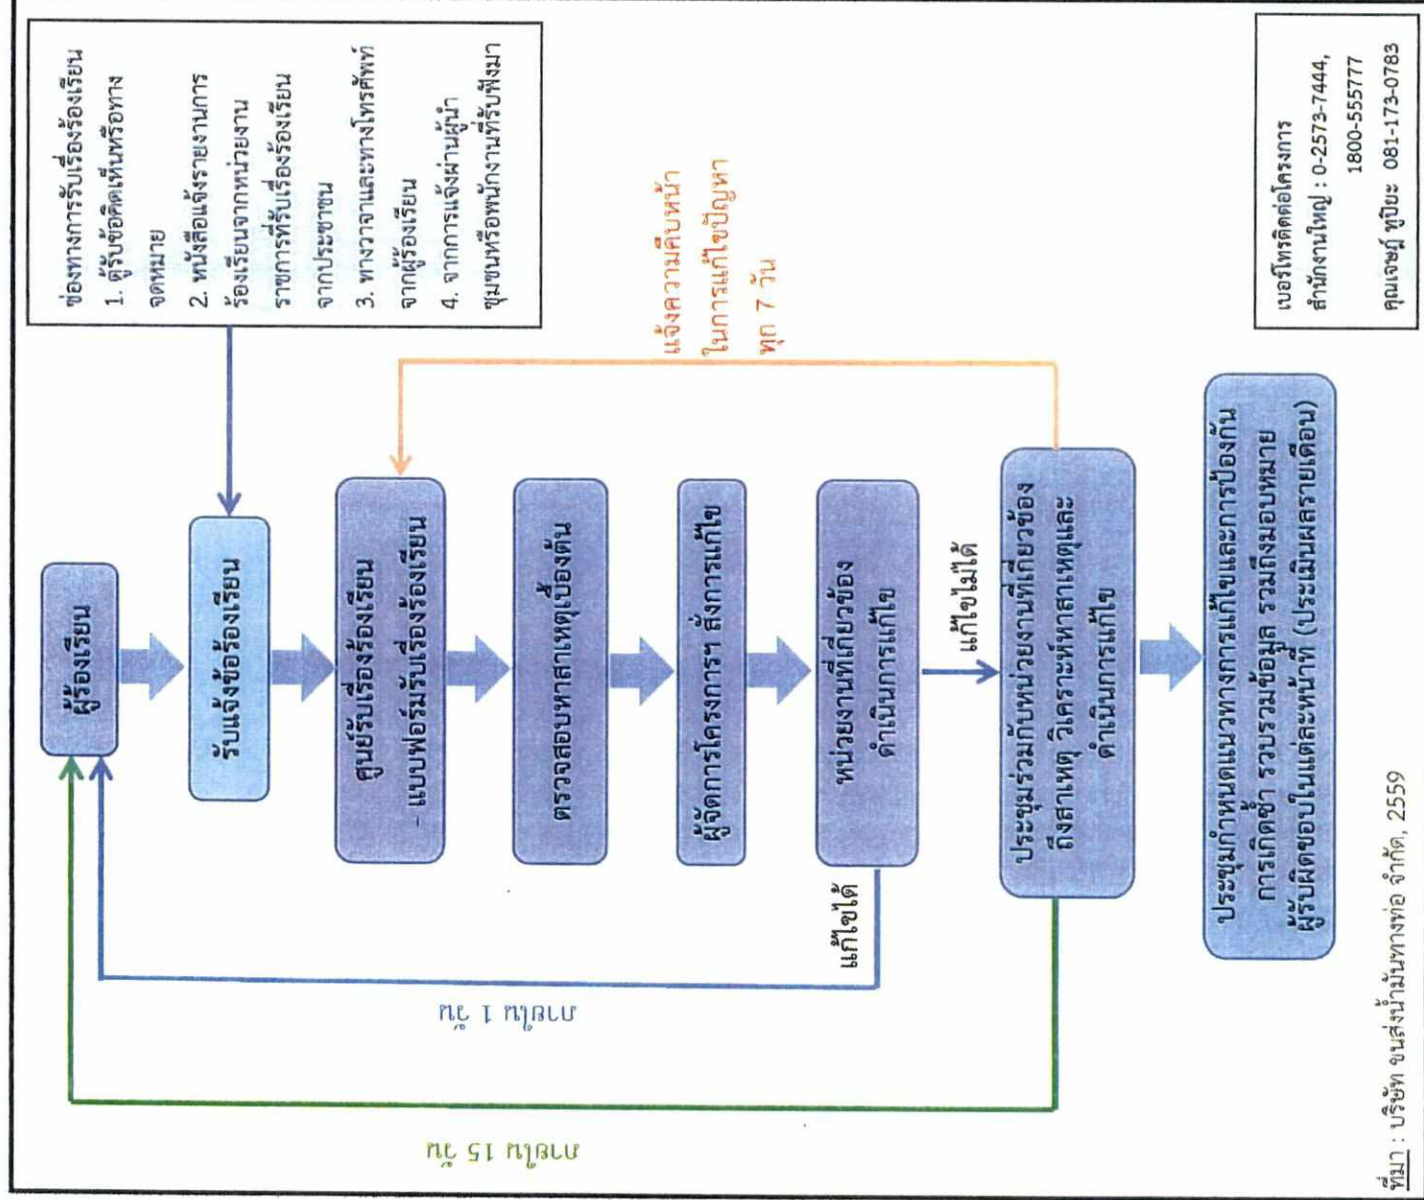 ช่องทางการรับเรื่องร้องเรียน
1. ตู้รับข้อคิดเห็นหรือทาง
จดหมาย
2. หนังสือแจ้งรายงานการ
ร้องเรียนจากหน่วยงาน
ราชการที่รับเรื่องร้องเรียน
จากประชาชน
3. ทางวาจาและทางโทรศัพท์
จากผู้ร้องเรียน
4. จากการแจ้งผ่านผู้นำ
ชุมชนหรือพนักงานที่รับฟังมา
ผู้ร้องเรียน
รับแจ้งข้อร้องเรียน
ศูนย์รับเรื่องร้องเรียน
- แบบฟอร์มรับเรื่องร้องเรียน
ตรวจสอบหาสาเหตุเบื้องต้น
ผู้จัดการโครงการฯ สั่งการแก้ไข
หน่วยงานที่เกี่ยวข้อง
ดำเนินการแก้ไข
แก้ไขได้
แก้ไขไม่ได้
ภายใน 1 วัน
ภายใน 15 วัน
แจ้งความคืบหน้า
ในการแก้ไขปัญหา
ทุก 7 วัน
ประชุมร่วมกับหน่วยงานที่เกี่ยวข้อง
ถึงสาเหตุ วิเคราะห์หาสาเหตุและ
ดำเนินการแก้ไข
ประชุมกำหนดแนวทางการแก้ไขและการป้องกัน
การเกิดซ้ำ รวบรวมข้อมูล รวมถึงมอบหมาย
ผู้รับผิดชอบในแต่ละหน้าที่ (ประเมินผลรายเดือน)
เบอร์โทรติดต่อโครงการ
สำนักงานใหญ่ : 0-2573-7444,
1800-555777
คุณเจษฎ์ ทูปิยะ 081-173-0783
ที่มา : บริษัท ขนส่งน้ำมันทางท่อ จำกัด, 2559